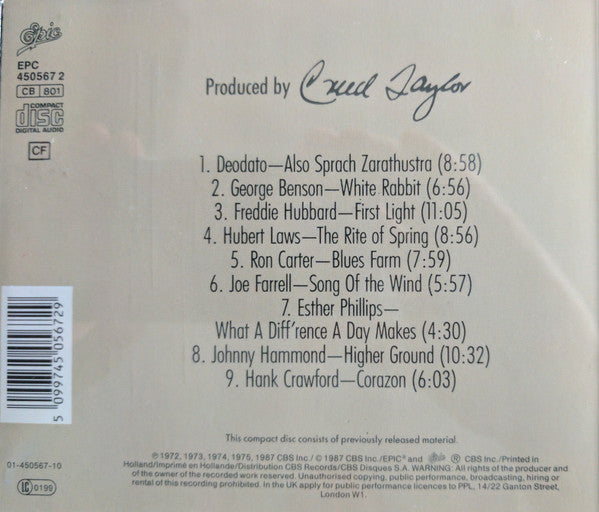 Epic
EPC
450567 2
CB 801
COMPACT
disc
DIGITAL AUDIO
CF
Produced by Creed Taylor
1. Deodato—Also Sprach Zarathustra (8:58)
2. George Benson—White Rabbit (6:56)
3. Freddie Hubbard—First Light (11:05)
4. Hubert Laws—The Rite of Spring (8:56)
5. Ron Carter—Blues Farm (7:59)
6. Joe Farrell—Song Of the Wind (5:57)
7. Esther Phillips—
What A Diff'rence A Day Makes (4:30)
8. Johnny Hammond—Higher Ground (10:32)
9. Hank Crawford—Corazon (6:03)
5 099745 056729
This compact disc consists of previously released material.
℗ 1972, 1973, 1974, 1975, 1987 CBS Inc / © 1987 CBS Inc./EPIC® and Epic ® CBS Inc./Printed in
Holland/Imprimé en Hollande/Distribution CBS Records/CBS Disques S.A. WARNING: All rights of the producer and
of the owner of the recorded work reserved. Unauthorised copying, public performance, broadcasting, hiring or
rental of this recording prohibited. In the UK apply for public performance licences to PPL, 14/22 Ganton Street,
London W1.
01-450567-10
LC 0199